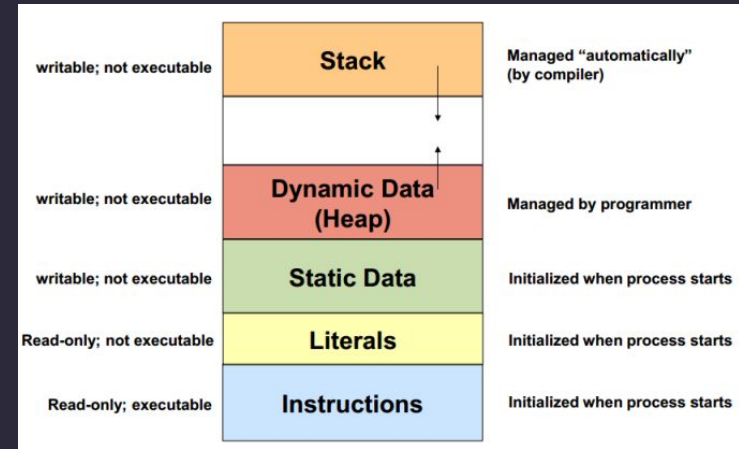 writable; not executable
Stack
Managed “automatically”
(by compiler)
writable; not executable
Dynamic Data
(Heap)
Managed by programmer
writable; not executable
Static Data
Initialized when process starts
Read-only; not executable
Literals
Initialized when process starts
Read-only; executable
Instructions
Initialized when process starts